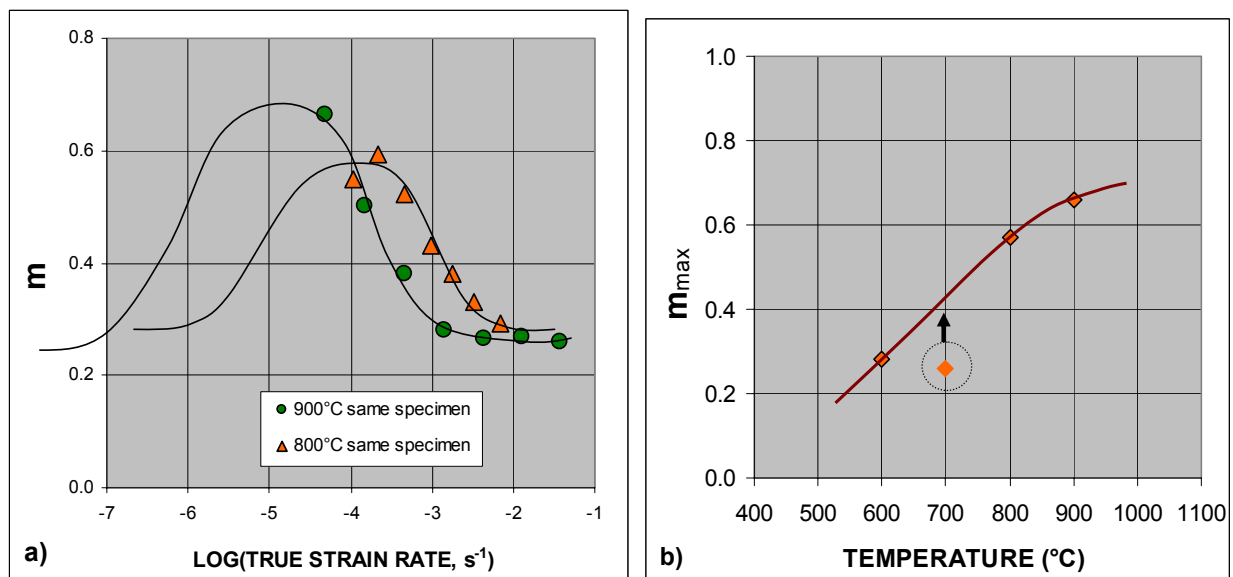 0.8
0.6
0.4
0.2
0.0
m
-7 -6 -5 -4 -3 -2 -1
900°C same specimen
800°C same specimen
a) LOG(TRUE STRAIN RATE, s-1)
1.0
0.8
0.6
0.4
0.2
0.0
mmax
400 500 600 700 800 900 1000 1100
b) TEMPERATURE (°C)